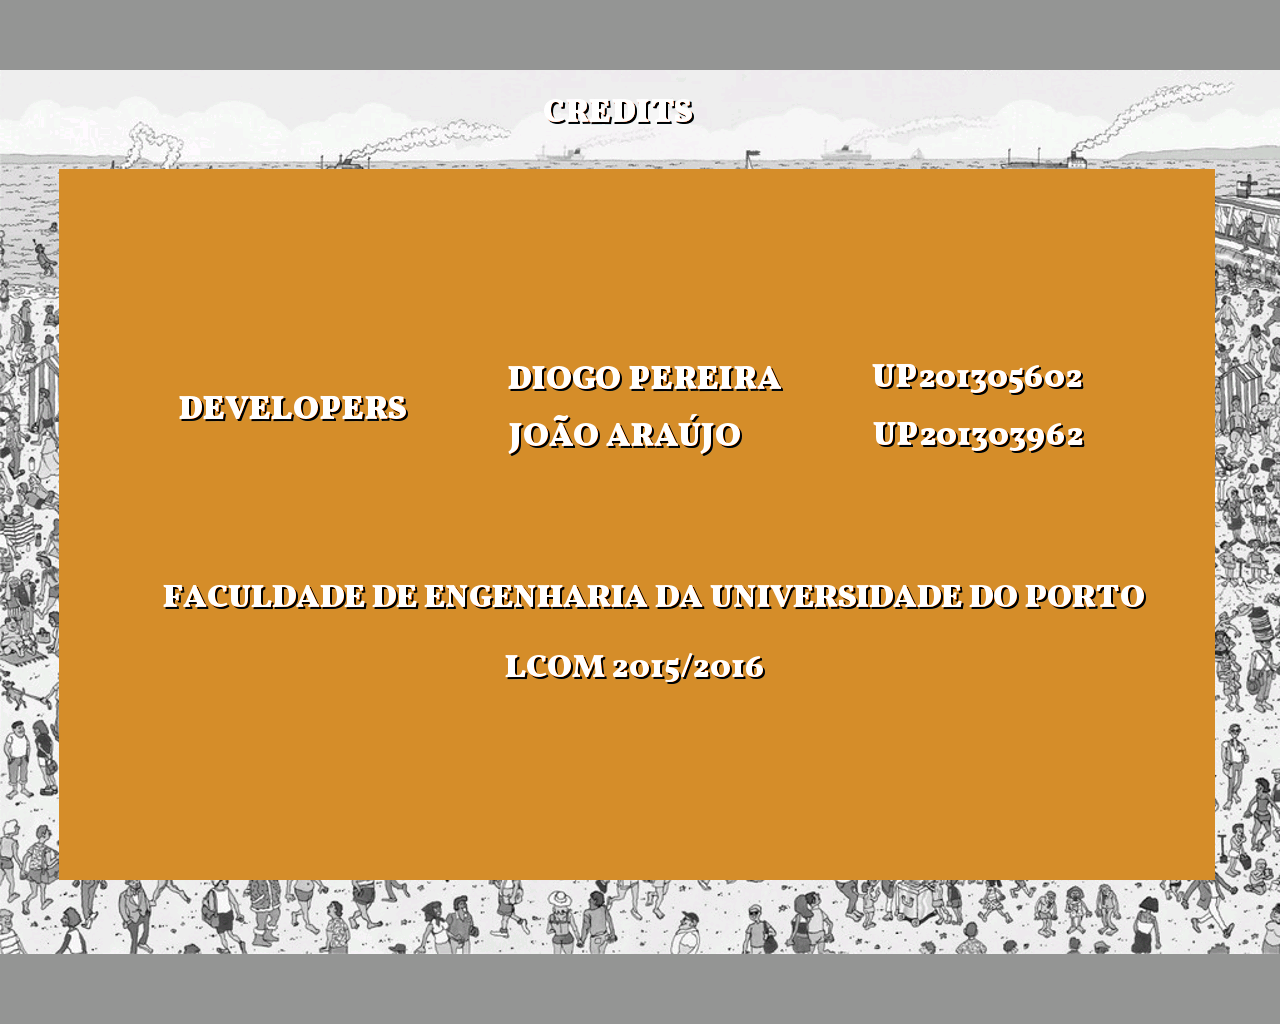 CREDITS
DEVELOPERS
DIOGO PEREIRA UP201305602
JOÃO ARAÚJO UP201303962
FACULDADE DE ENGENHARIA DA UNIVERSIDADE DO PORTO
LCOM 2015/2016